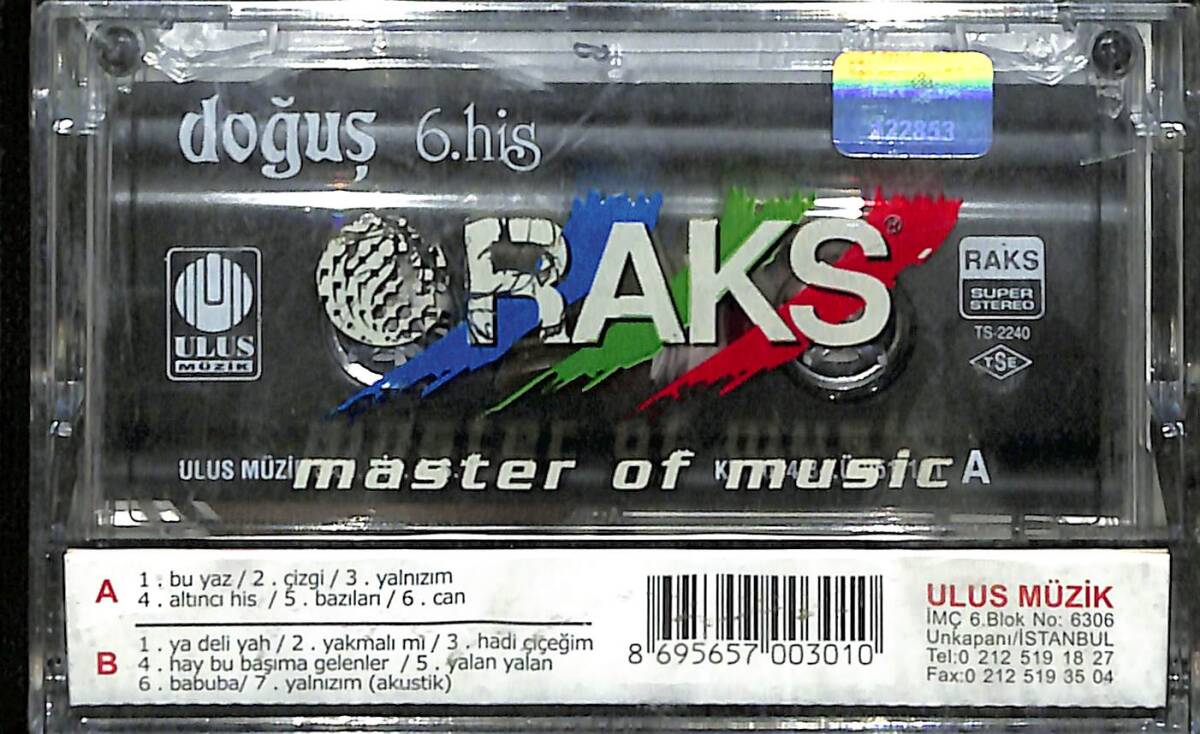 doğuş 6.his
RAKS®
ULUS
MÜZİK
RAKS
SUPER
STEREO
TS-2240
TSE
master of music
ULUS A
A 1 . bu yaz / 2 . çizgi / 3 . yalnızım
4 . altıncı his / 5 . bazıları / 6 . can
B 1 . ya deli yah / 2 . yakmalı mı / 3 . hadi çiçeğim
4 . hay bu başıma gelenler / 5 . yalan yalan
6 . babuba/ 7 . yalnızım (akustik)
8 695657 003010
ULUS MÜZİK
İMÇ 6.Blok No: 6306
Unkapanı/İSTANBUL
Tel:0 212 519 18 27
Fax:0 212 519 35 04